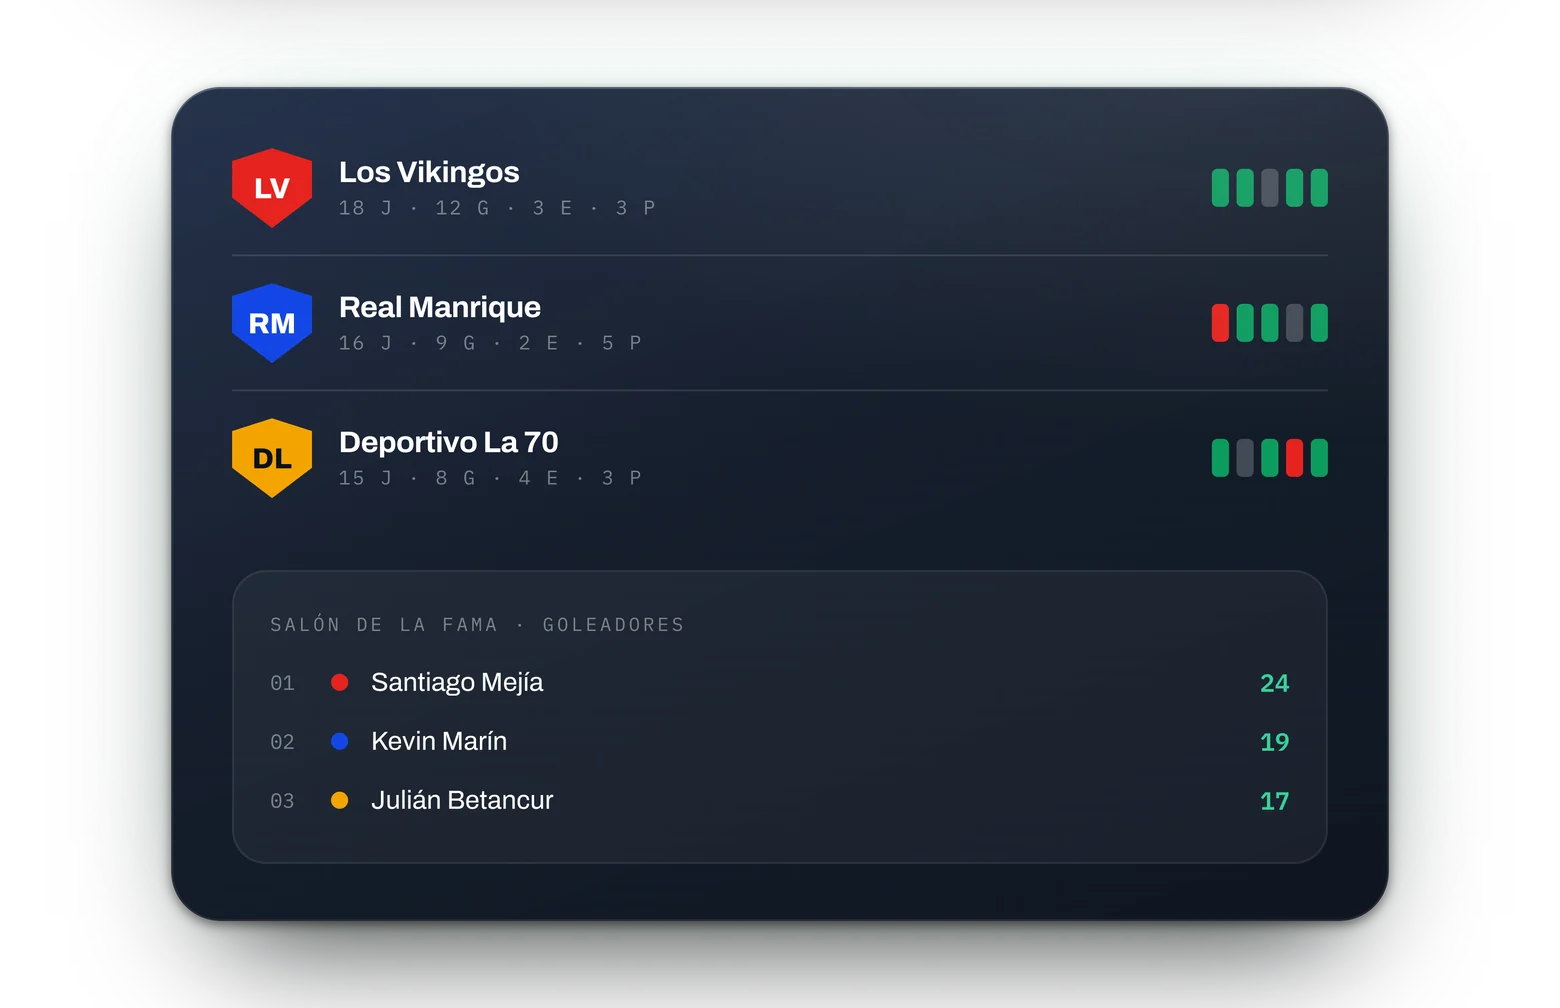 LV
Los Vikingos
18 J · 12 G · 3 E · 3 P
RM
Real Manrique
16 J · 9 G · 2 E · 5 P
DL
Deportivo La 70
15 J · 8 G · 4 E · 3 P
SALÓN DE LA FAMA · GOLEADORES
01 Santiago Mejía 24
02 Kevin Marín 19
03 Julián Betancur 17